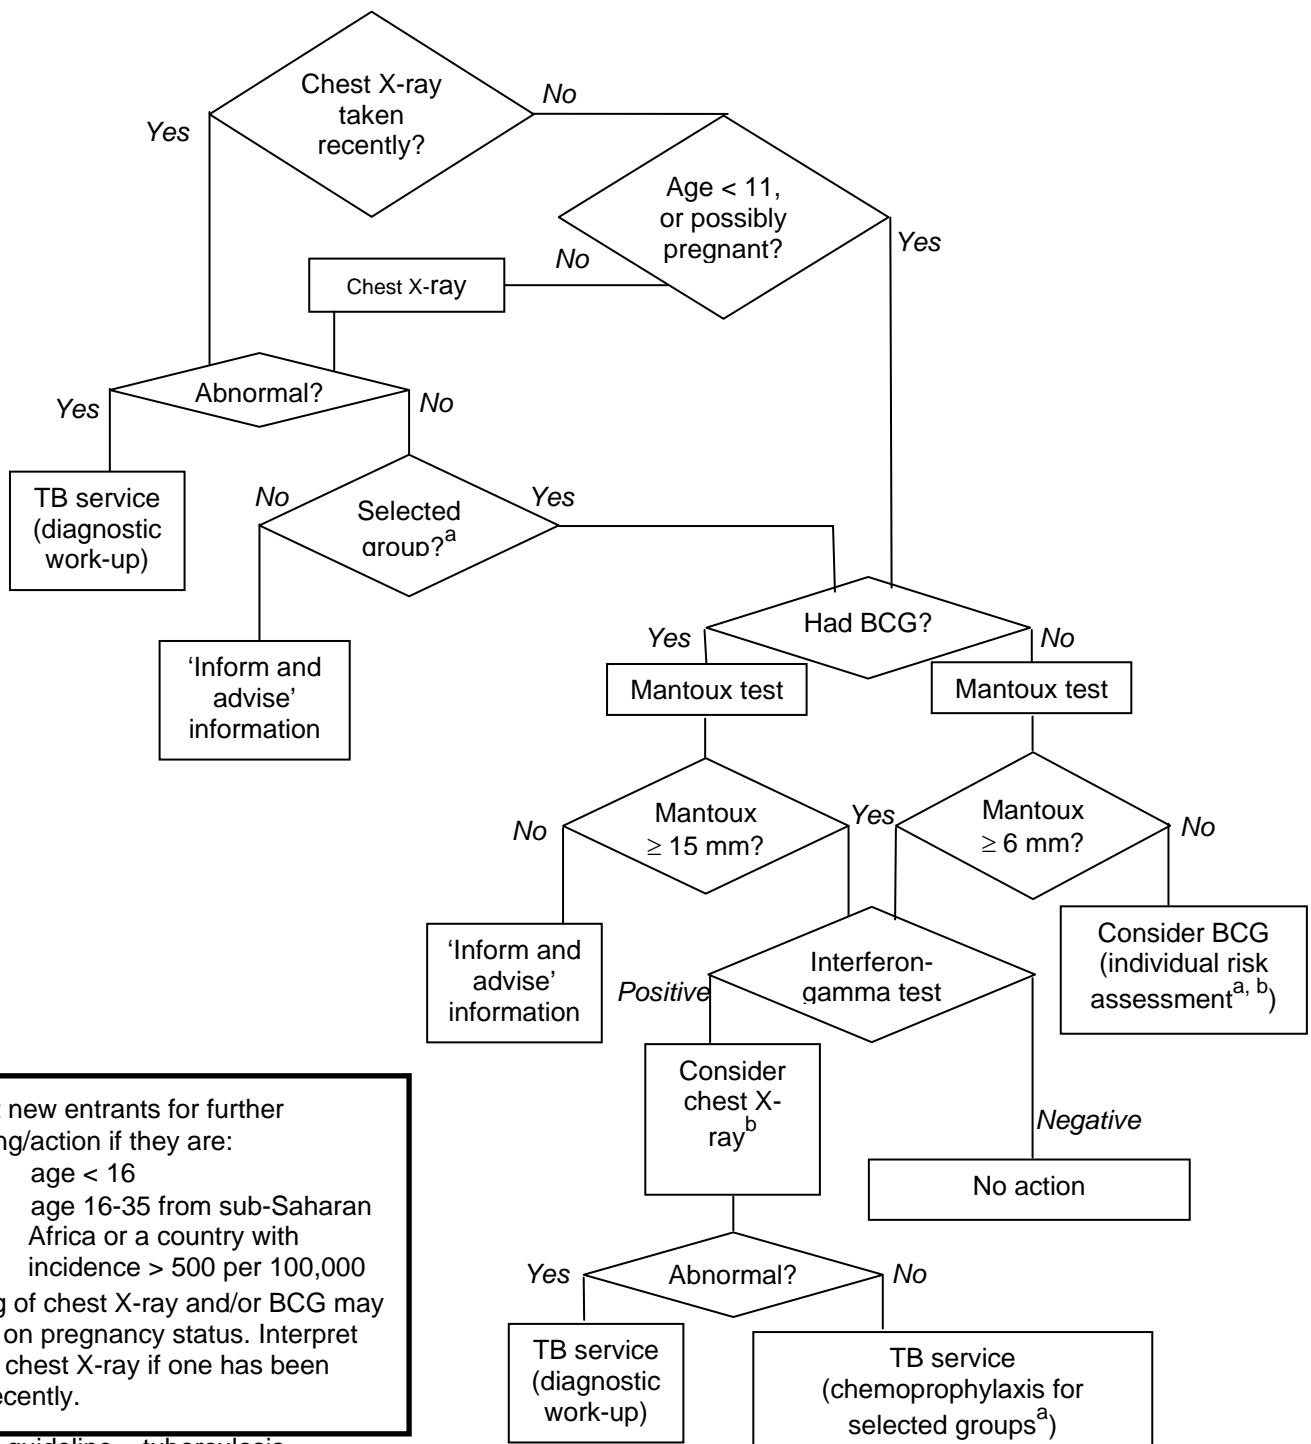 Chest X-ray
taken
recently?
No
Yes
Age < 11,
or possibly
pregnant?
Yes
No
Chest X-ray
Abnormal?
Yes
No
TB service
(diagnostic
work-up)
No
Selected
group?a
Yes
Had BCG?
Yes
No
'Inform and
advise'
information
Mantoux test
Mantoux test
Mantoux
≥ 15 mm?
No
Yes
Mantoux
≥ 6 mm?
No
'Inform and
advise'
information
Interferon-
gamma test
Positive
Consider BCG
(individual risk
assessmenta, b)
Consider
chest X-
rayb
Negative
No action
new entrants for further
if they are:
age < 16
age 16-35 from sub-Saharan
Africa or a country with
incidence > 500 per 100,000
of chest X-ray and/or BCG may
on pregnancy status. Interpret
chest X-ray if one has been
Abnormal?
Yes
No
TB service
(diagnostic
work-up)
TB service
(chemoprophylaxis for
selected groupsa)